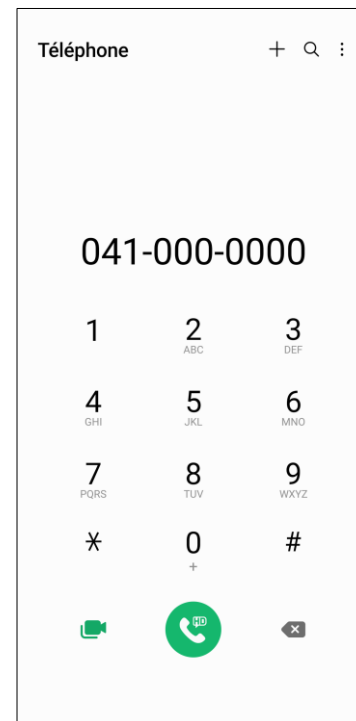 Téléphone
041-000-0000
1 2 3
ABC DEF
4 5 6
GHI JKL MNO
7 8 9
PQRS TUV WXYZ
* 0 #
+
HD